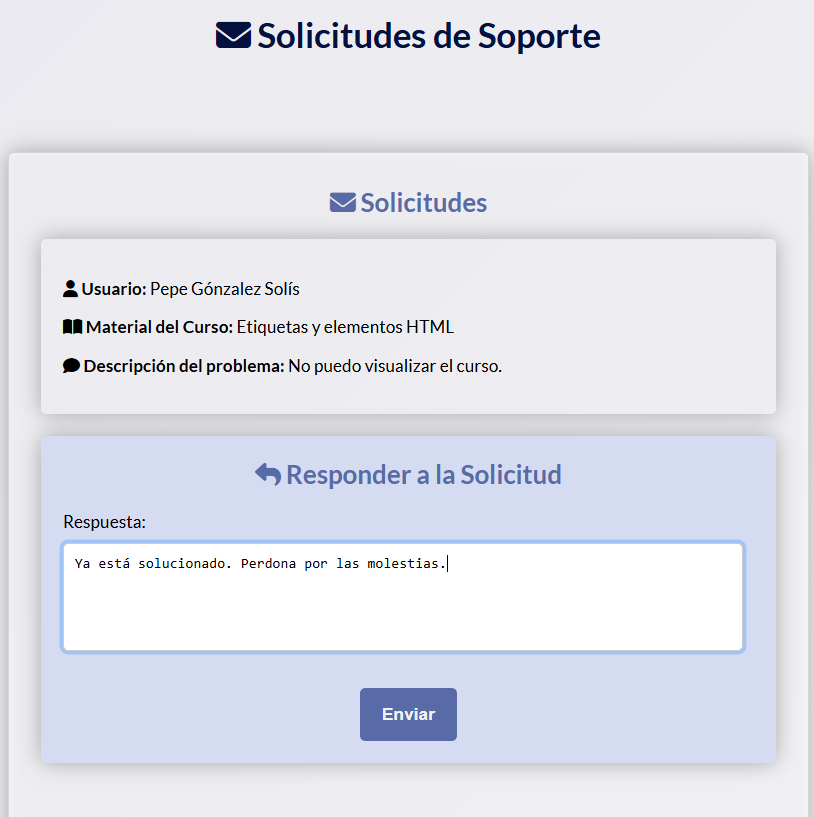 Solicitudes de Soporte
Solicitudes
Usuario: Pepe Gónzalez Solís
Material del Curso: Etiquetas y elementos HTML
Descripción del problema: No puedo visualizar el curso.
Responder a la Solicitud
Respuesta:
Ya está solucionado. Perdona por las molestias.
Enviar